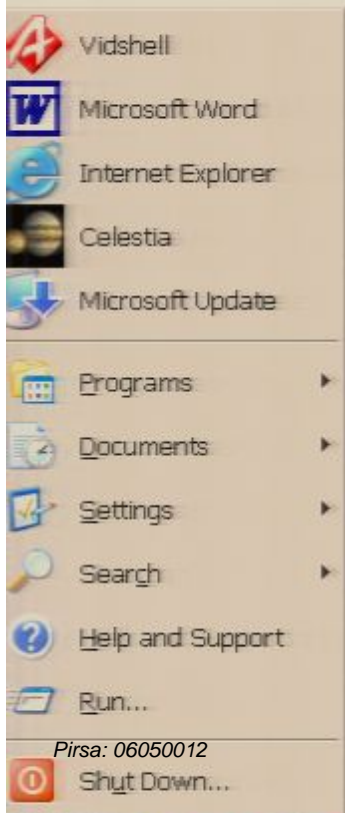 Vidshell
Microsoft Word
Internet Explorer
Celestia
Microsoft Update
Programs
Documents
Settings
Search
Help and Support
Run...
Pirsa: 06050012
Shut Down...